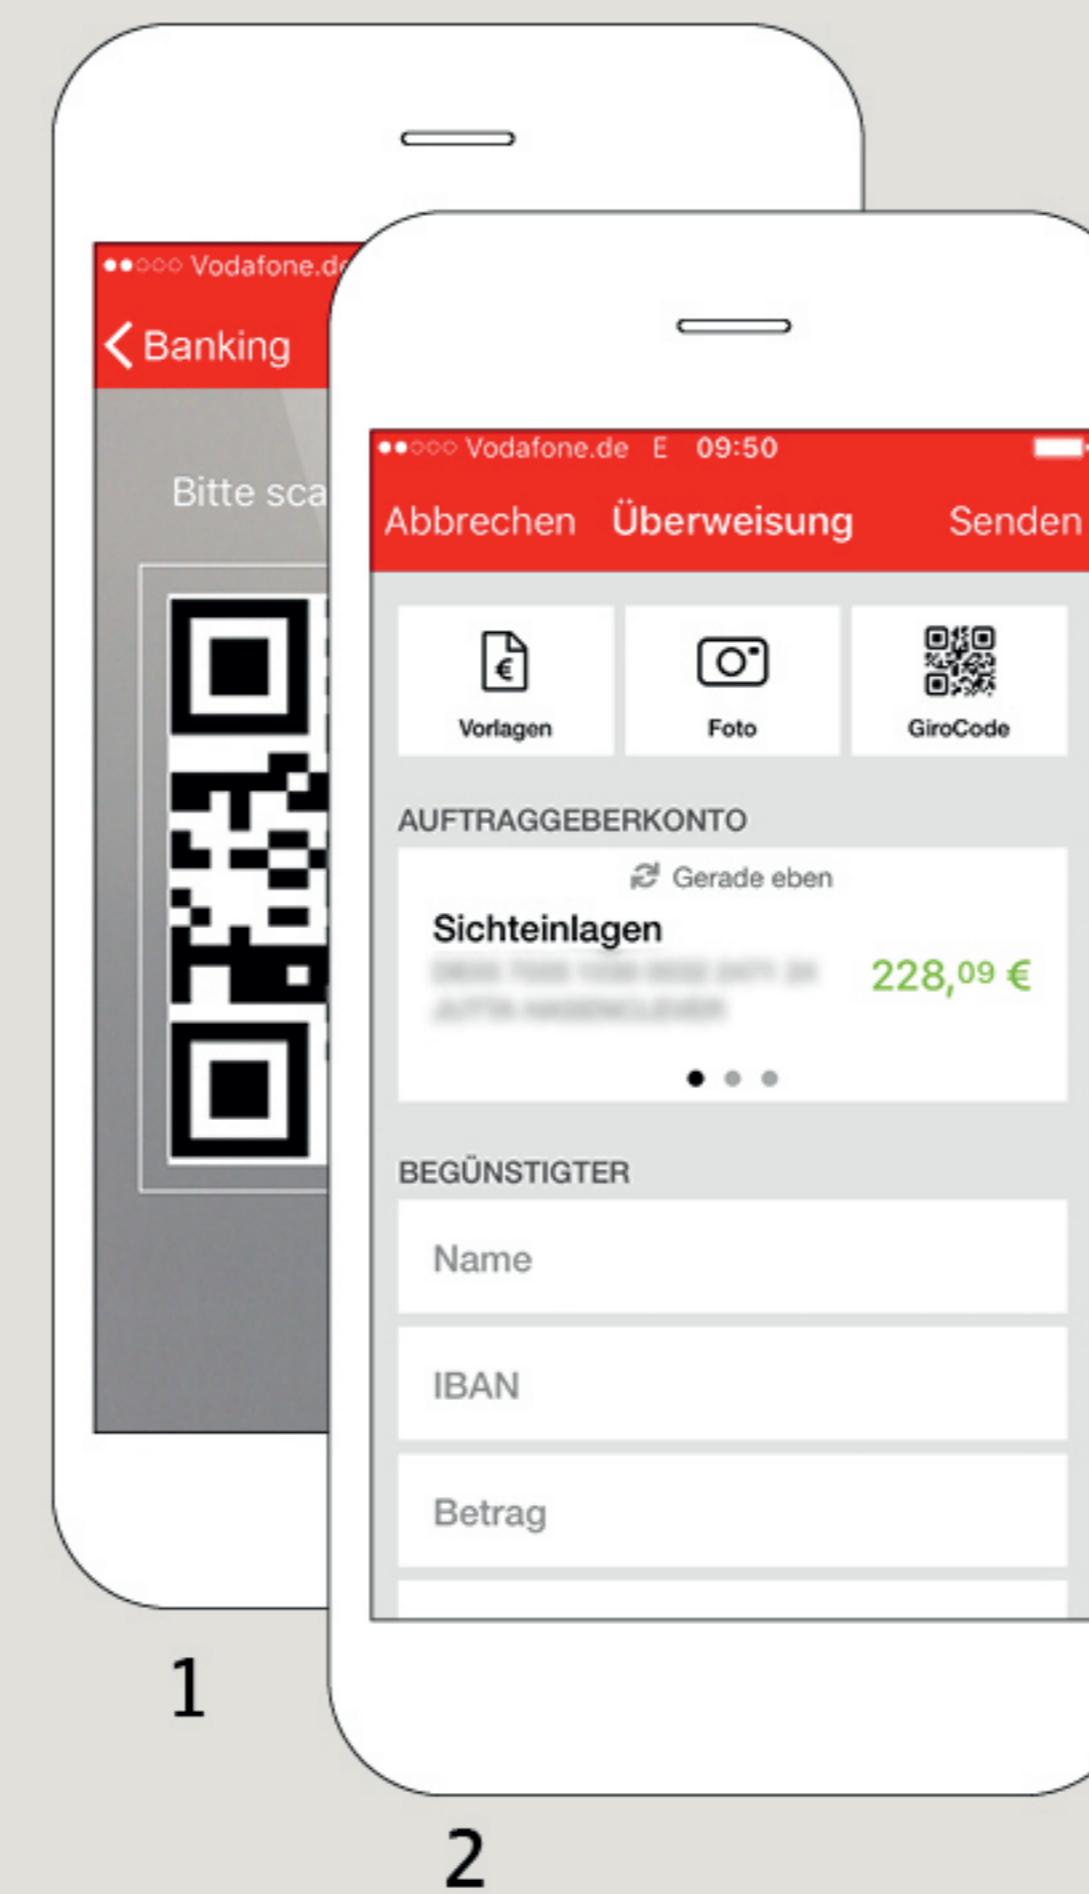 Vodafone.de
Banking
Bitte
1
Vodafone.de E 09:50
Abbrechen Überweisung Senden
Vorlagen Foto GiroCode
AUFTRAGGEBERKONTO
Gerade eben
Sichteinlagen
228,09 €
BEGÜNSTIGTER
Name
IBAN
Betrag
2